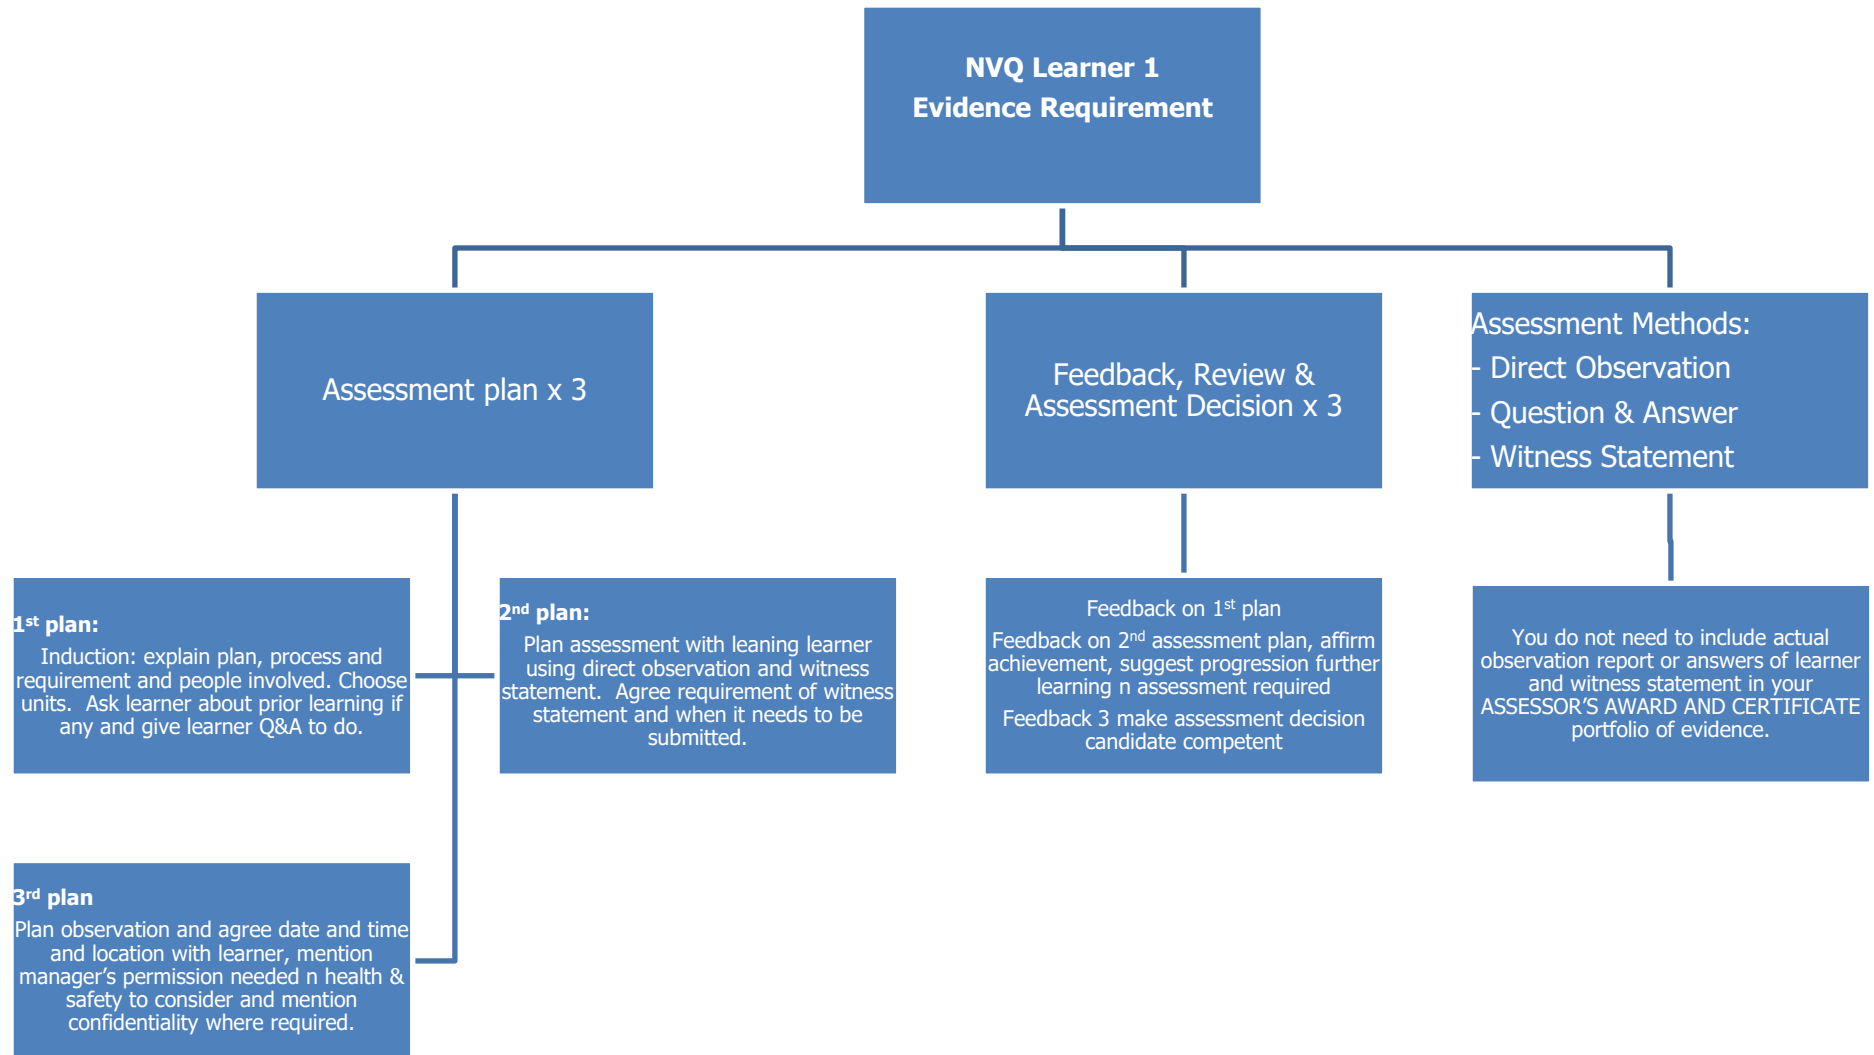 NVQ Learner 1
Evidence Requirement
Assessment plan x 3
Feedback, Review &
Assessment Decision x 3
Assessment Methods:
- Direct Observation
- Question & Answer
- Witness Statement
1st plan:
Induction: explain plan, process and
requirement and people involved. Choose
units. Ask learner about prior learning if
any and give learner Q&A to do.
2nd plan:
Plan assessment with leaning learner
using direct observation and witness
statement. Agree requirement of witness
statement and when it needs to be
submitted.
Feedback on 1st plan
Feedback on 2nd assessment plan, affirm
achievement, suggest progression further
learning n assessment required
Feedback 3 make assessment decision
candidate competent
You do not need to include actual
observation report or answers of learner
and witness statement in your
ASSESSOR’S AWARD AND CERTIFICATE
portfolio of evidence.
3rd plan
Plan observation and agree date and time
and location with learner, mention
manager’s permission needed n health &
safety to consider and mention
confidentiality where required.